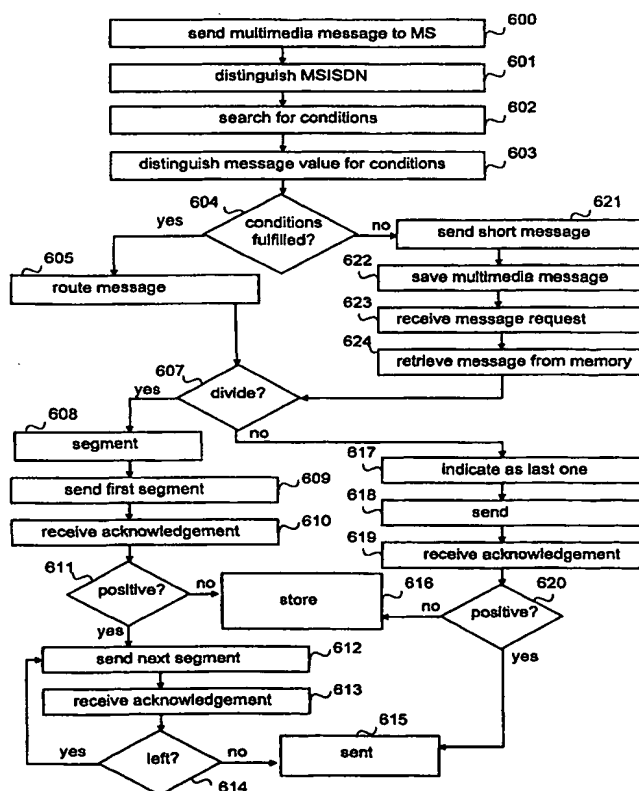 send multimedia message to MS 600
distinguish MSISDN 601
search for conditions 602
distinguish message value for conditions 603
604 conditions fulfilled?
yes
no
605 route message
621 send short message
622 save multimedia message
623 receive message request
624 retrieve message from memory
607 divide?
yes
no
608 segment
send first segment 609
receive acknowledgement 610
611 positive?
no
yes
616 store
617 indicate as last one
618 send
619 receive acknowledgement
620 positive?
no
yes
send next segment 612
receive acknowledgement 613
left? 614
yes
no
615 sent